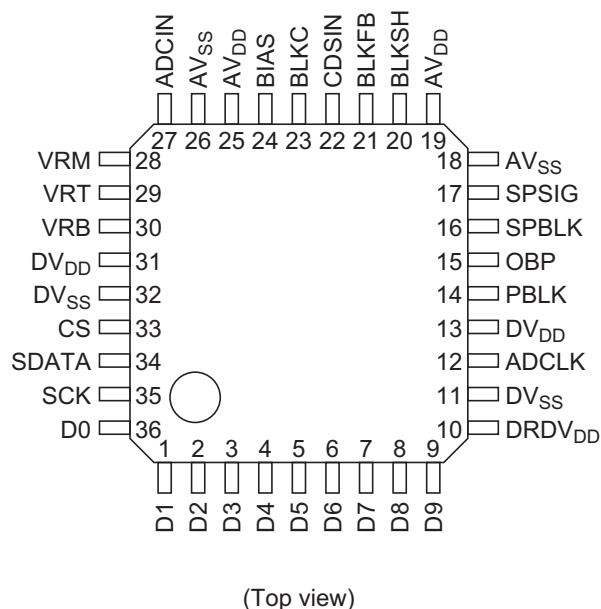 ADCIN
AVSS
AVDD
BIAS
BLKC
CDSIN
BLKFB
BLKSH
AVDD
27 26 25 24 23 22 21 20 19
VRM 28
VRT 29
VRB 30
DVDD 31
DVSS 32
CS 33
SDATA 34
SCK 35
D0 36
18 AVSS
17 SPSIG
16 SPBLK
15 OBP
14 PBLK
13 DVDD
12 ADCLK
11 DVSS
10 DRDVDD
1 2 3 4 5 6 7 8 9
D1
D2
D3
D4
D5
D6
D7
D8
D9
(Top view)